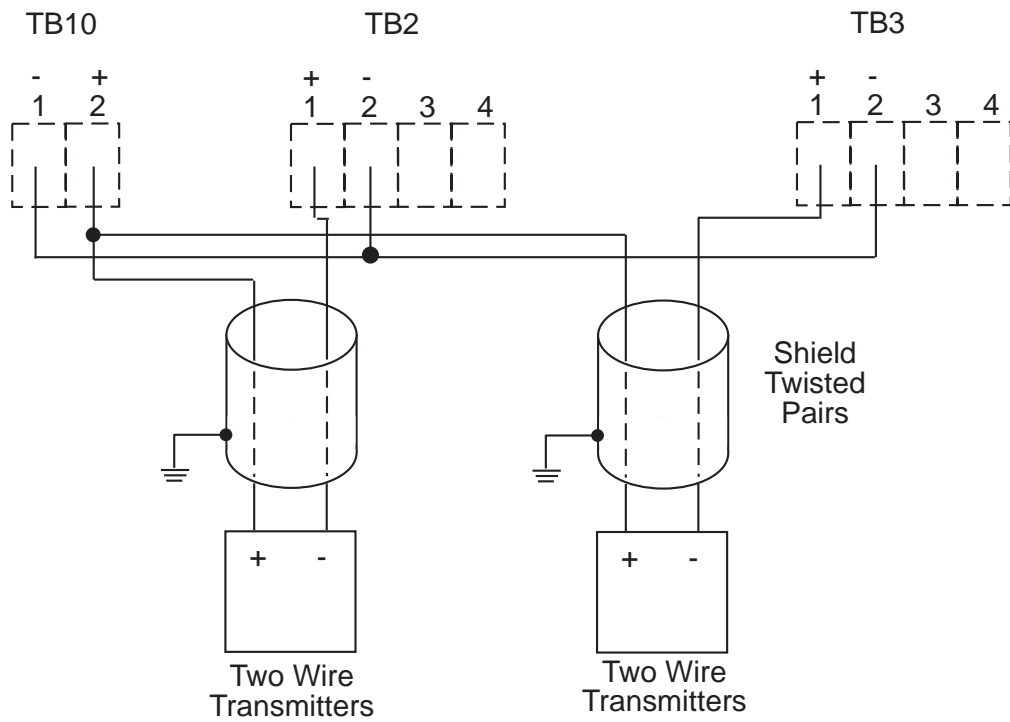 TB10 TB2 TB3
- + + - + -
1 2 1 2 3 4 1 2 3 4
Shield
Twisted
Pairs
+ - + -
Two Wire
Transmitters
Two Wire
Transmitters